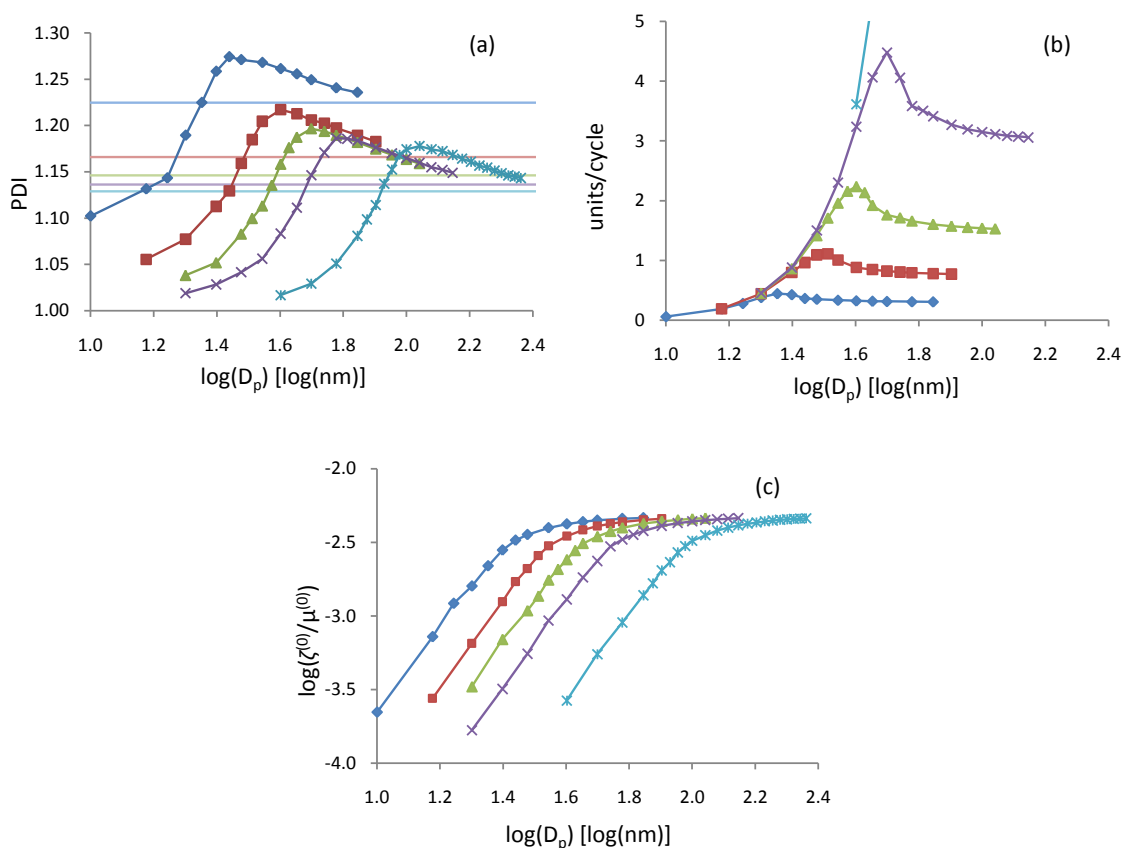 (a)
1.30
1.25
1.20
1.15
1.10
1.05
1.00
PDI
1.0 1.2 1.4 1.6 1.8 2.0 2.2 2.4
log(Dp) [log(nm)]
(b)
5
4
3
2
1
0
units/cycle
1.0 1.2 1.4 1.6 1.8 2.0 2.2 2.4
log(Dp) [log(nm)]
(c)
-2.0
-2.5
-3.0
-3.5
-4.0
log(ζ(0)/μ(0))
1.0 1.2 1.4 1.6 1.8 2.0 2.2 2.4
log(Dp) [log(nm)]